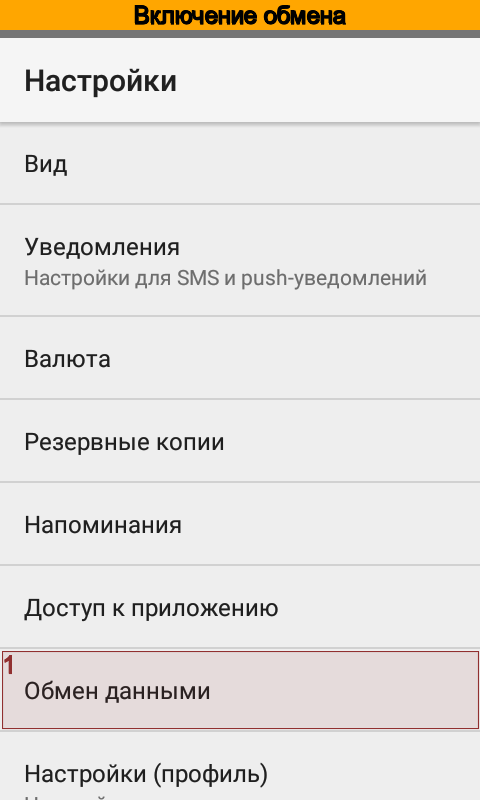 Включение обмена
Настройки
Вид
Уведомления
Настройки для SMS и push-уведомлений
Валюта
Резервные копии
Напоминания
Доступ к приложению
1
Обмен данными
Настройки (профиль)